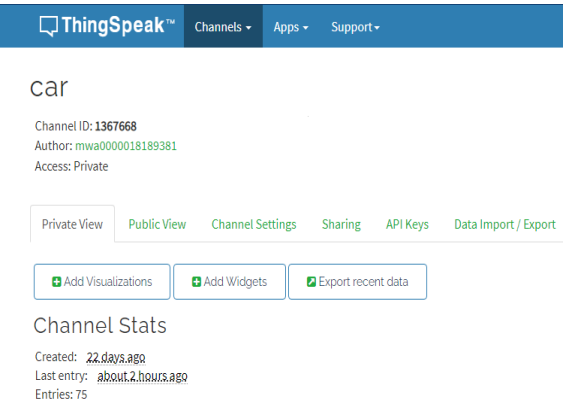 ThingSpeak™ Channels Apps Support
car
Channel ID: 1367668
Author: mwa0000018189381
Access: Private
Private View Public View Channel Settings Sharing API Keys Data Import / Export
Add Visualizations Add Widgets Export recent data
Channel Stats
Created: 22 days ago
Last entry: about 2 hours ago
Entries: 75